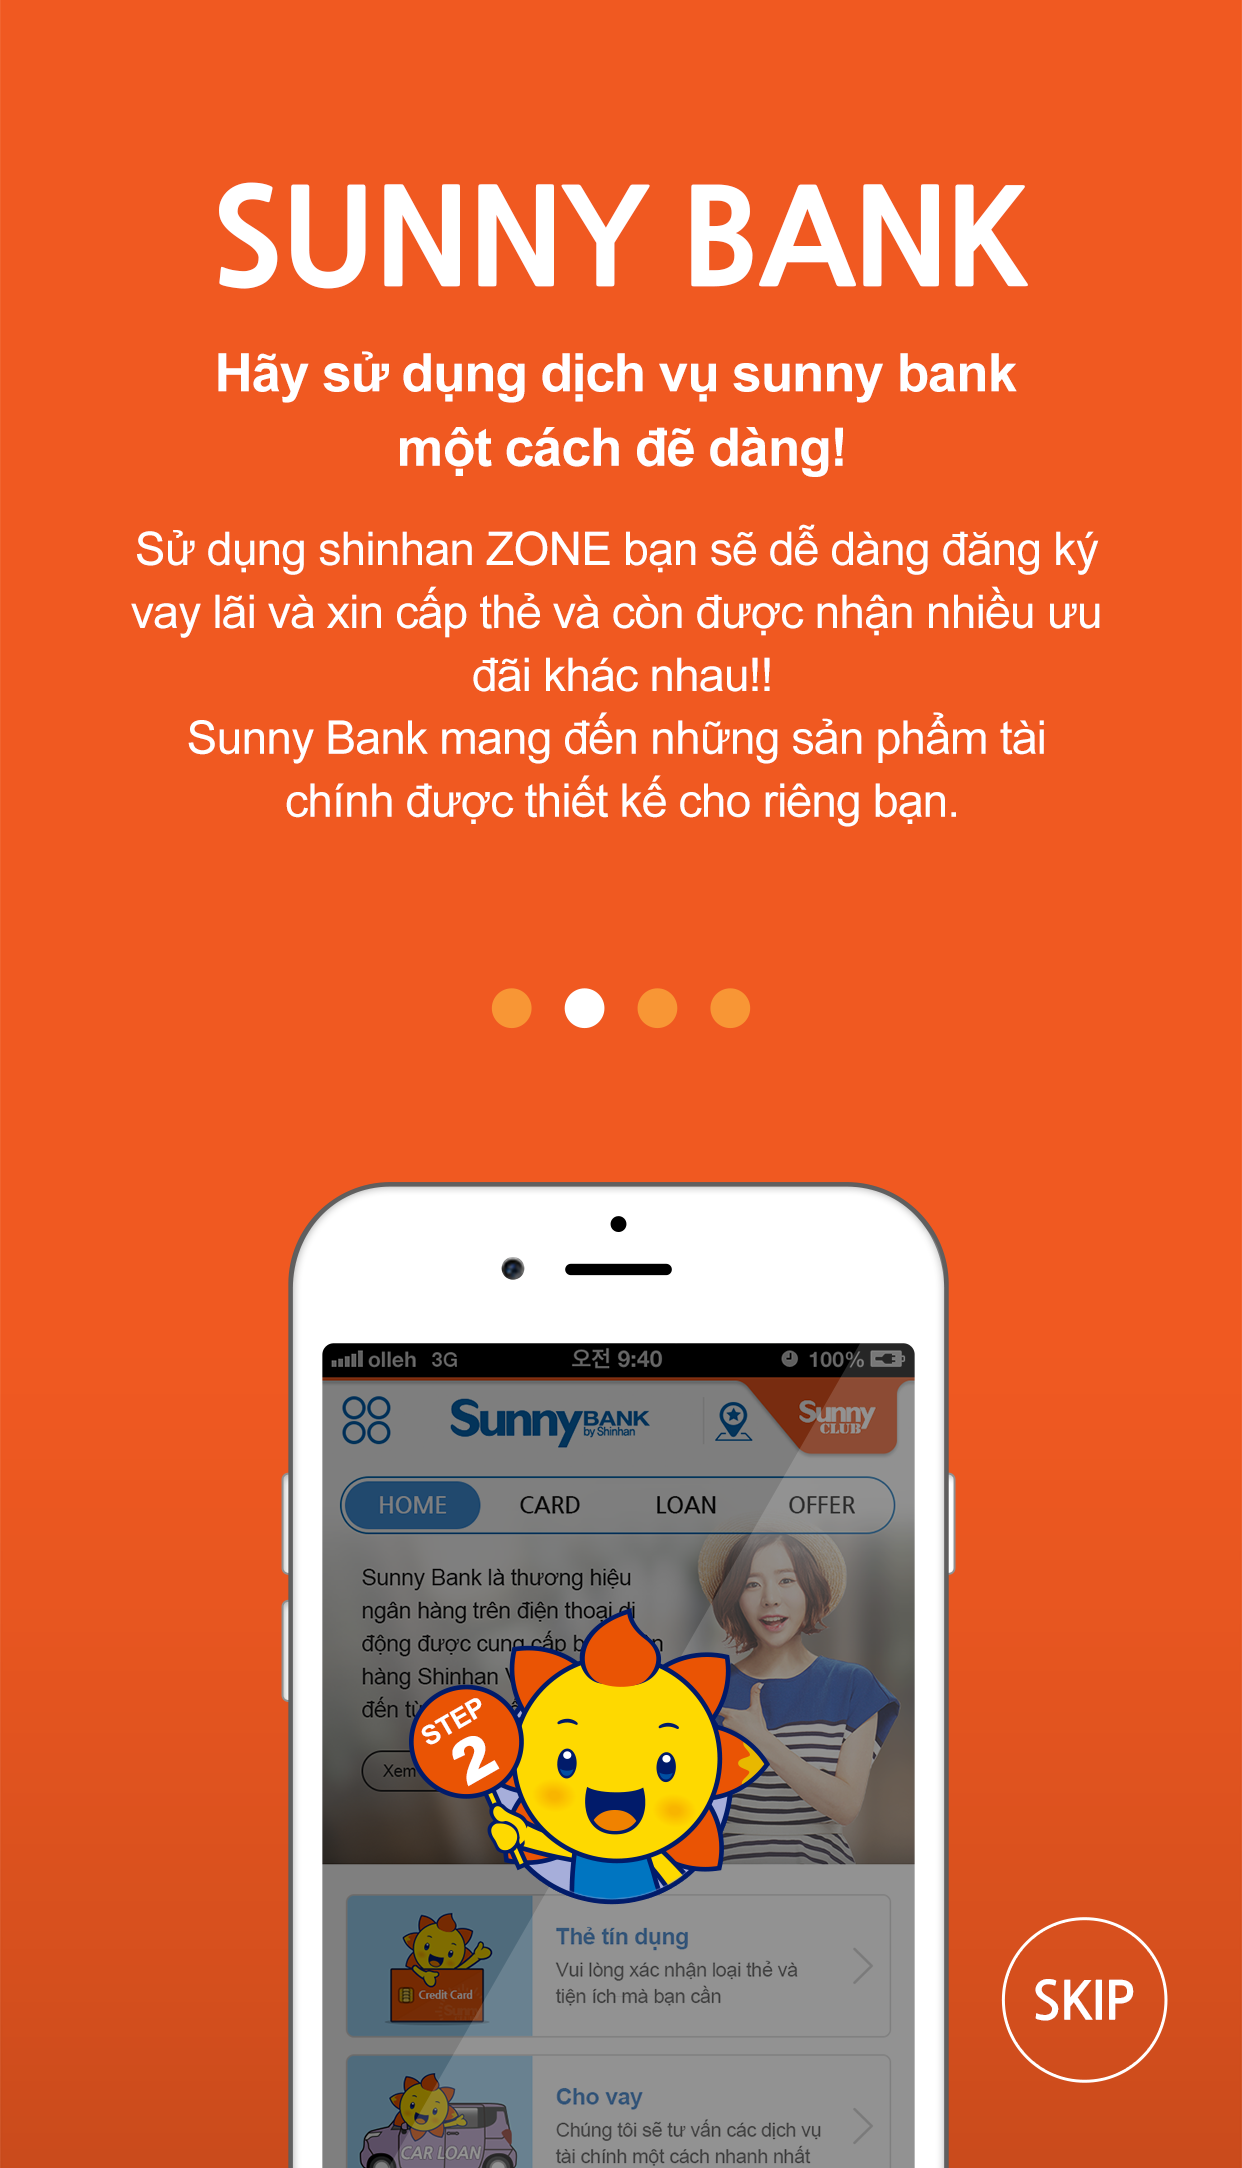 SUNNY BANK
Hãy sử dụng dịch vụ sunny bank
một cách đẽ dàng!
Sử dụng shinhan ZONE bạn sẽ dễ dàng đăng ký
vay lãi và xin cấp thẻ và còn được nhận nhiều ưu
đãi khác nhau!!
Sunny Bank mang đến những sản phẩm tài
chính được thiết kế cho riêng bạn.
olleh 3G 오전 9:40 100%
Sunny BANK
by Shinhan
Sunny
CLUB
HOME CARD LOAN OFFER
Sunny Bank là thương hiệu
ngân hàng trên điện thoại di
động được cung cấp
hàng Shinhan
đến
STEP
2
Xem
Thẻ tín dụng
Vui lòng xác nhận loại thẻ và
tiện ích mà bạn cần
Credit Card
SKIP
Cho vay
Chúng tôi sẽ tư vấn các dịch vụ
tài chính một cách nhanh nhất
CAR LOAN